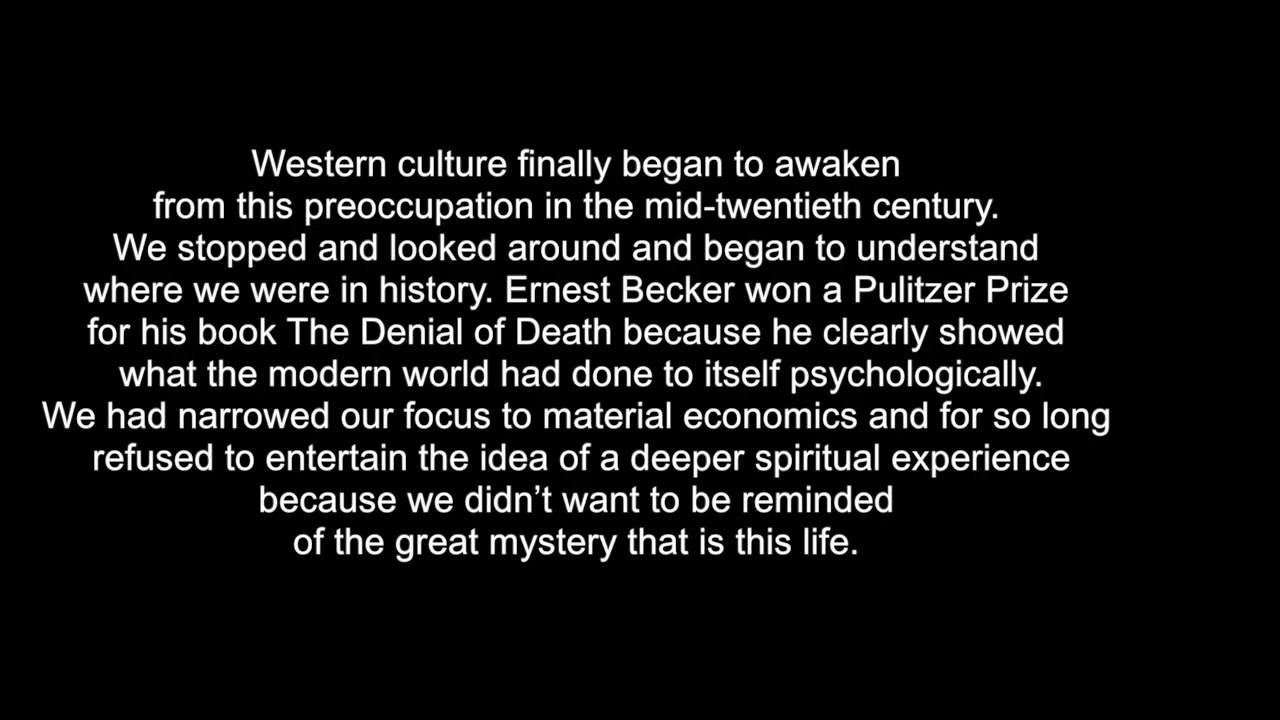 Western culture finally began to awaken
from this preoccupation in the mid-twentieth century.
We stopped and looked around and began to understand
where we were in history. Ernest Becker won a Pulitzer Prize
for his book The Denial of Death because he clearly showed
what the modern world had done to itself psychologically.
We had narrowed our focus to material economics and for so long
refused to entertain the idea of a deeper spiritual experience
because we didn’t want to be reminded
of the great mystery that is this life.